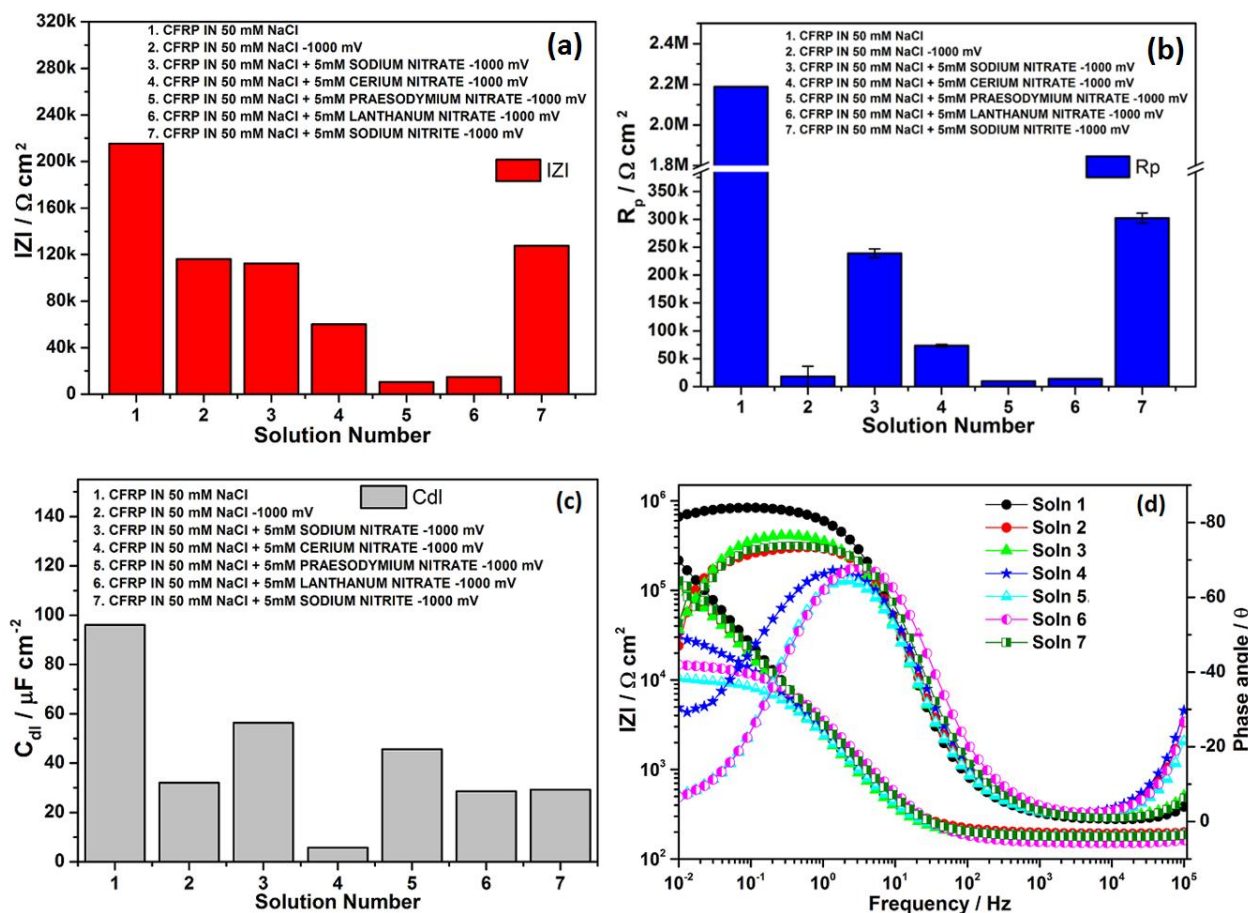 (a)
1. CFRP IN 50 mM NaCl
2. CFRP IN 50 mM NaCl -1000 mV
3. CFRP IN 50 mM NaCl + 5mM SODIUM NITRATE -1000 mV
4. CFRP IN 50 mM NaCl + 5mM CERIUM NITRATE -1000 mV
5. CFRP IN 50 mM NaCl + 5mM PRAESODYMIUM NITRATE -1000 mV
6. CFRP IN 50 mM NaCl + 5mM LANTHANUM NITRATE -1000 mV
7. CFRP IN 50 mM NaCl + 5mM SODIUM NITRITE -1000 mV
IZI
IZI / Ω cm²
320k
280k
240k
200k
160k
120k
80k
40k
0
1 2 3 4 5 6 7
Solution Number
(b)
1. CFRP IN 50 mM NaCl
2. CFRP IN 50 mM NaCl -1000 mV
3. CFRP IN 50 mM NaCl + 5mM SODIUM NITRATE -1000 mV
4. CFRP IN 50 mM NaCl + 5mM CERIUM NITRATE -1000 mV
5. CFRP IN 50 mM NaCl + 5mM PRAESODYMIUM NITRATE -1000 mV
6. CFRP IN 50 mM NaCl + 5mM LANTHANUM NITRATE -1000 mV
7. CFRP IN 50 mM NaCl + 5mM SODIUM NITRITE -1000 mV
Rp
Rp / Ω cm²
2.4M
2.2M
2.0M
1.8M
350k
300k
250k
200k
150k
100k
50k
0
1 2 3 4 5 6 7
Solution Number
(c)
Cdl
1. CFRP IN 50 mM NaCl
2. CFRP IN 50 mM NaCl -1000 mV
3. CFRP IN 50 mM NaCl + 5mM SODIUM NITRATE -1000 mV
4. CFRP IN 50 mM NaCl + 5mM CERIUM NITRATE -1000 mV
5. CFRP IN 50 mM NaCl + 5mM PRAESODYMIUM NITRATE -1000 mV
6. CFRP IN 50 mM NaCl + 5mM LANTHANUM NITRATE -1000 mV
7. CFRP IN 50 mM NaCl + 5mM SODIUM NITRITE -1000 mV
Cdl / μF cm⁻²
140
120
100
80
60
40
20
0
1 2 3 4 5 6 7
Solution Number
(d)
Soln 1
Soln 2
Soln 3
Soln 4
Soln 5
Soln 6
Soln 7
IZI / Ω cm²
10⁶
10⁵
10⁴
10³
10²
Phase angle / θ
-80
-60
-40
-20
0
10⁻² 10⁻¹ 10⁰ 10¹ 10² 10³ 10⁴ 10⁵
Frequency / Hz